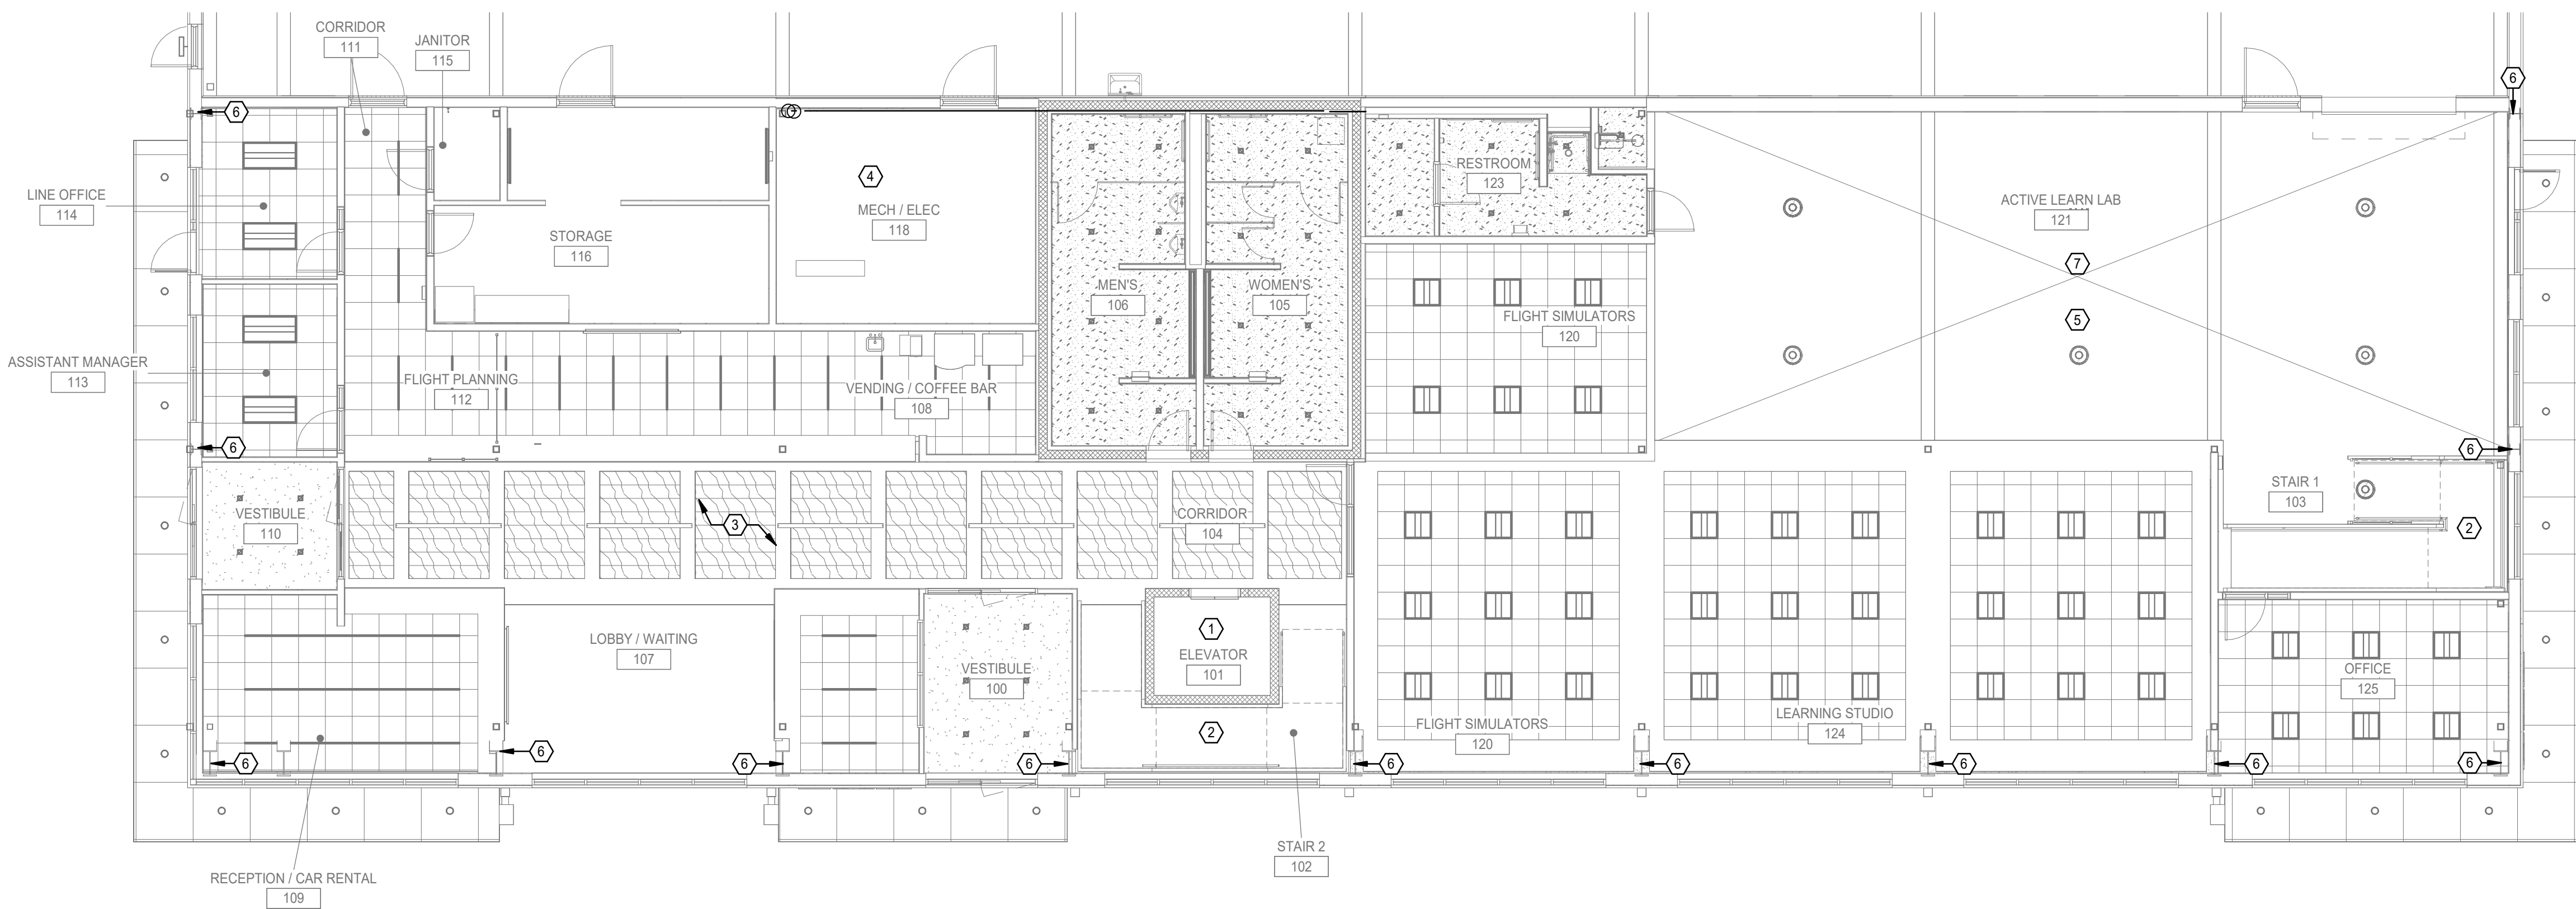 CORRIDOR
111
JANITOR
115
6
6
LINE OFFICE
114
4
MECH / ELEC
118
STORAGE
116
RESTROOM
123
ACTIVE LEARN LAB
121
7
5
MEN'S
106
WOMEN'S
105
FLIGHT SIMULATORS
120
ASSISTANT MANAGER
113
FLIGHT PLANNING
112
VENDING / COFFEE BAR
108
6
6
STAIR 1
103
2
VESTIBULE
110
3
CORRIDOR
104
LOBBY / WAITING
107
1
ELEVATOR
101
VESTIBULE
100
2
OFFICE
125
FLIGHT SIMULATORS
120
LEARNING STUDIO
124
6
6
6
6
6
6
6
6
6
STAIR 2
102
RECEPTION / CAR RENTAL
109